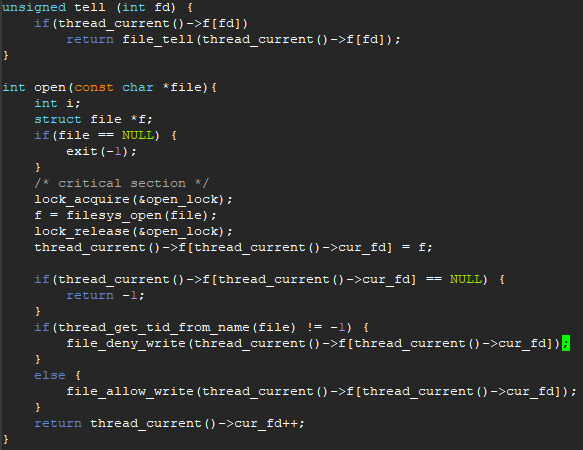 unsigned tell (int fd) {
    if(thread_current()->f[fd])
        return file_tell(thread_current()->f[fd]);
}

int open(const char *file){
    int i;
    struct file *f;
    if(file == NULL) {
        exit(-1);
    }
    /* critical section */
    lock_acquire(&open_lock);
    f = filesys_open(file);
    lock_release(&open_lock);
    thread_current()->f[thread_current()->cur_fd] = f;

    if(thread_current()->f[thread_current()->cur_fd] == NULL) {
        return -1;
    }
    if(thread_get_tid_from_name(file) != -1) {
        file_deny_write(thread_current()->f[thread_current()->cur_fd]);
    }
    else {
        file_allow_write(thread_current()->f[thread_current()->cur_fd]);
    }
    return thread_current()->cur_fd++;
}